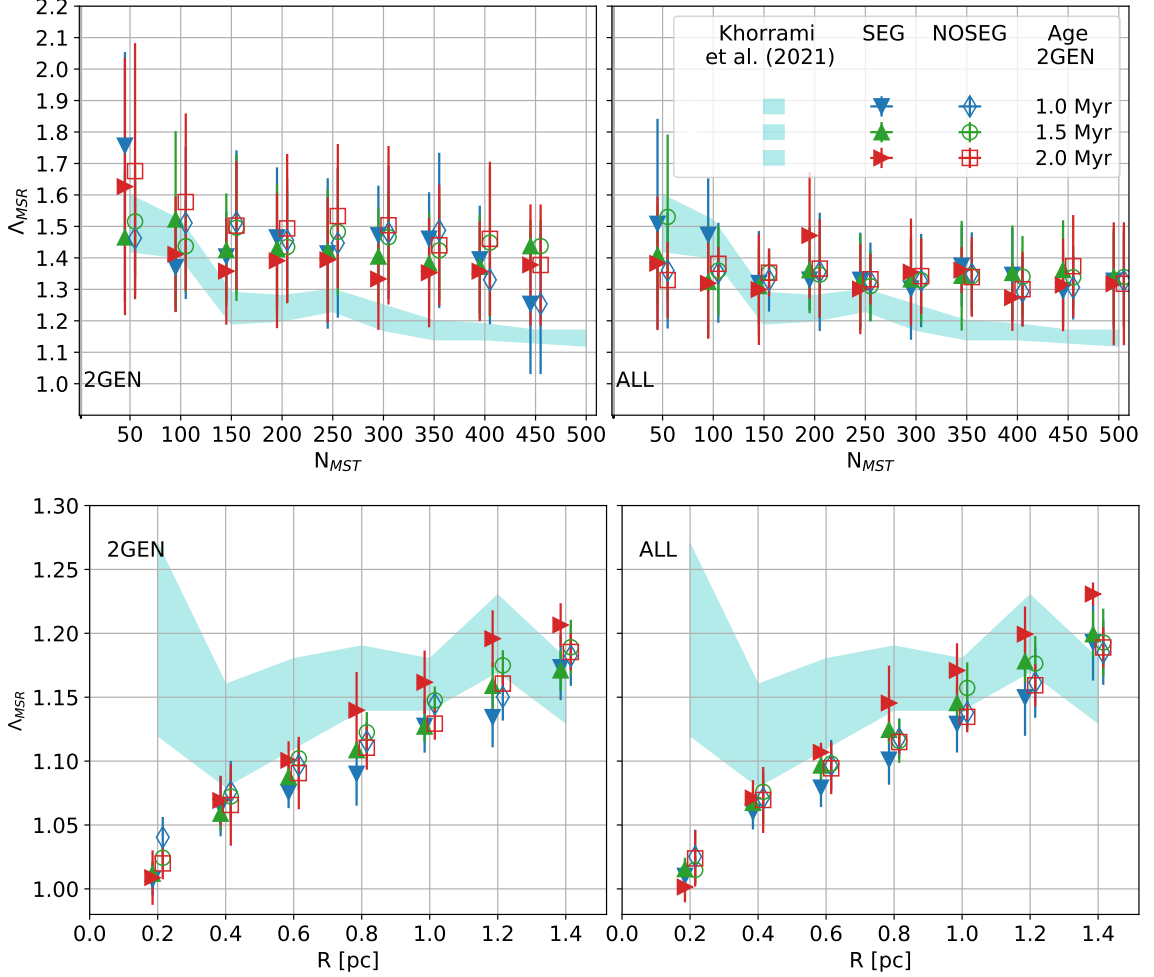 2.2
2.1
2.0
1.9
1.8
1.7
1.6
1.5
1.4
1.3
1.2
1.1
1.0
Λ_MSR
2GEN
50 100 150 200 250 300 350 400 450 500
N_MST
Khorrami et al. (2021) SEG NOSEG Age 2GEN
1.0 Myr
1.5 Myr
2.0 Myr
ALL
50 100 150 200 250 300 350 400 450 500
N_MST
1.30
1.25
1.20
1.15
1.10
1.05
1.00
Λ_MSR
2GEN
0.0 0.2 0.4 0.6 0.8 1.0 1.2 1.4
R [pc]
ALL
0.0 0.2 0.4 0.6 0.8 1.0 1.2 1.4
R [pc]